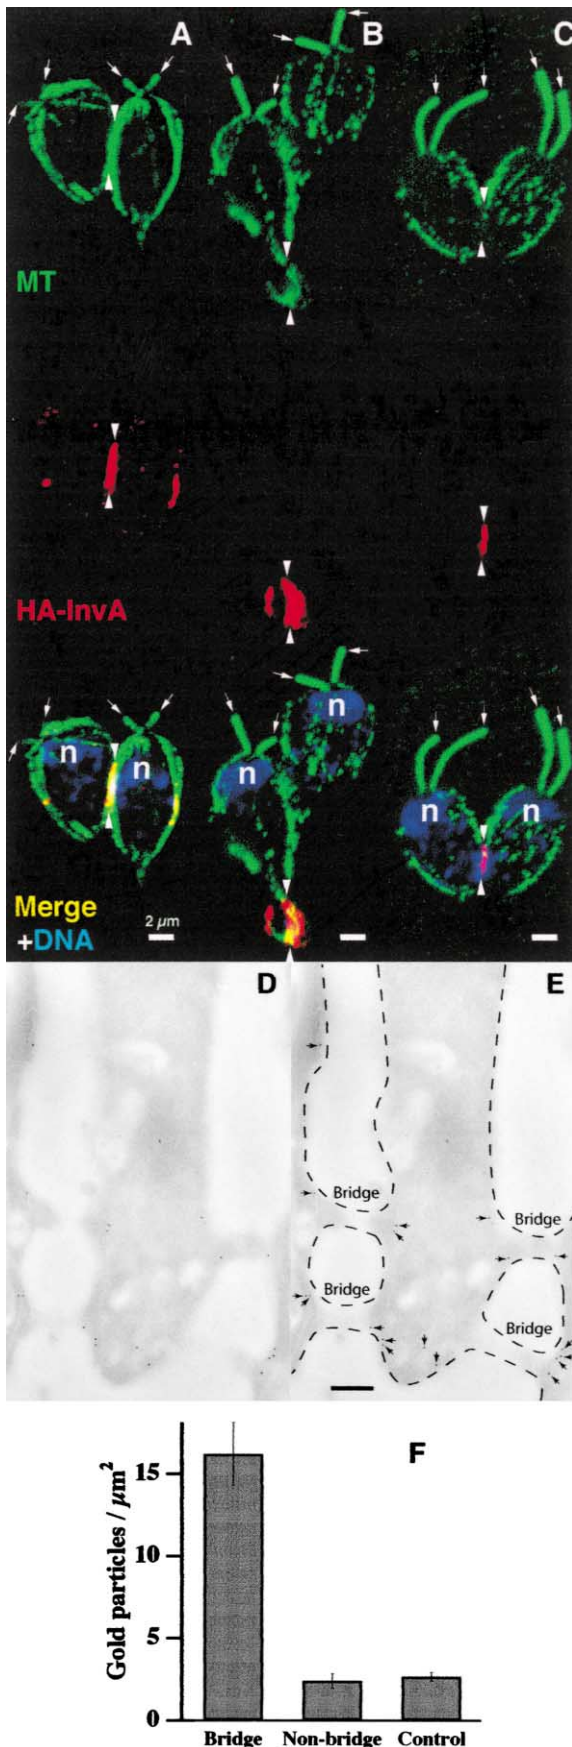 A B C
MT
HA-InvA
n n n n n
Merge
+DNA
2 µm
D E
Bridge Bridge
Bridge Bridge
F
Gold particles / µm²
15
10
5
0
Bridge Non-bridge Control